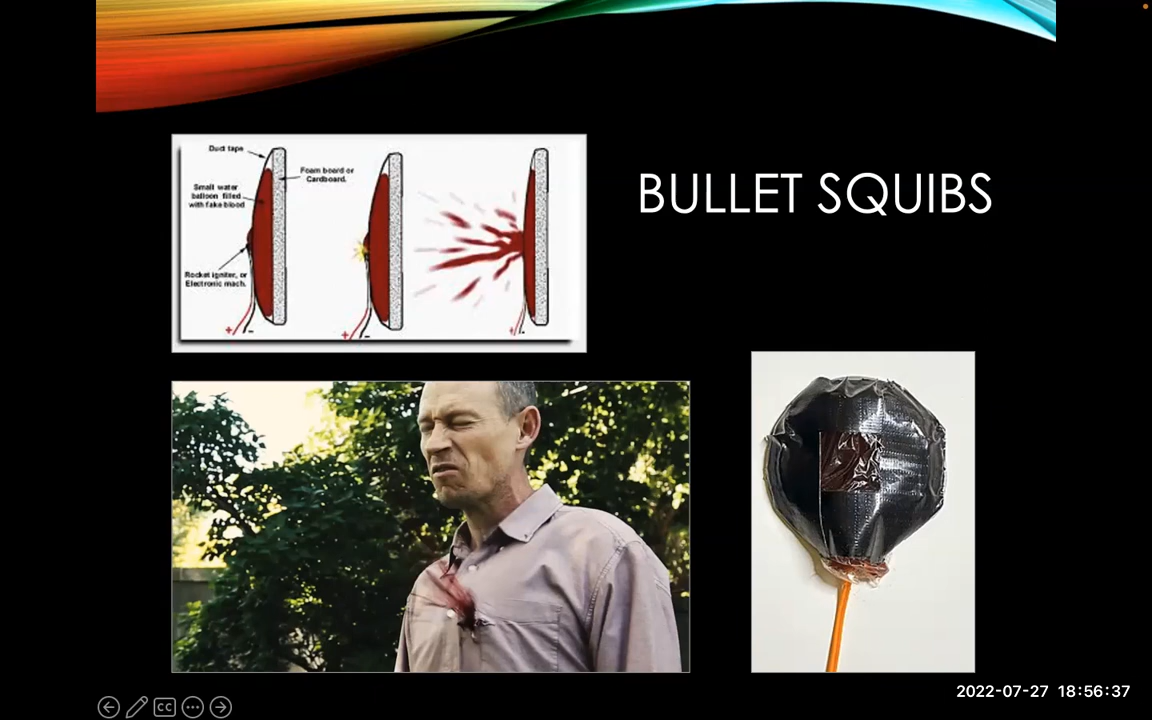 BULLET SQUIBS
Duct tape
Foam board or
Cardboard.
Small water
balloon filled
with fake blood
Rocket igniter, or
Electronic mach.
+ -
+ -
+ -
CC
2022-07-27 18:56:37